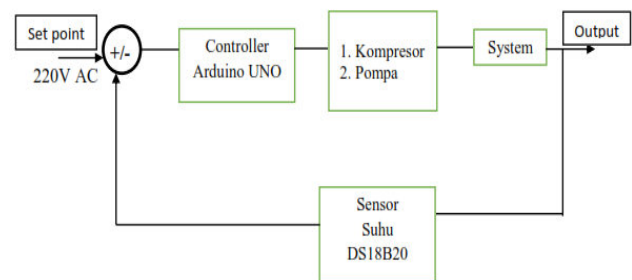 Set point
220V AC
+/-
Controller
Arduino UNO
1. Kompresor
2. Pompa
System
Output
Sensor
Suhu
DS18B20